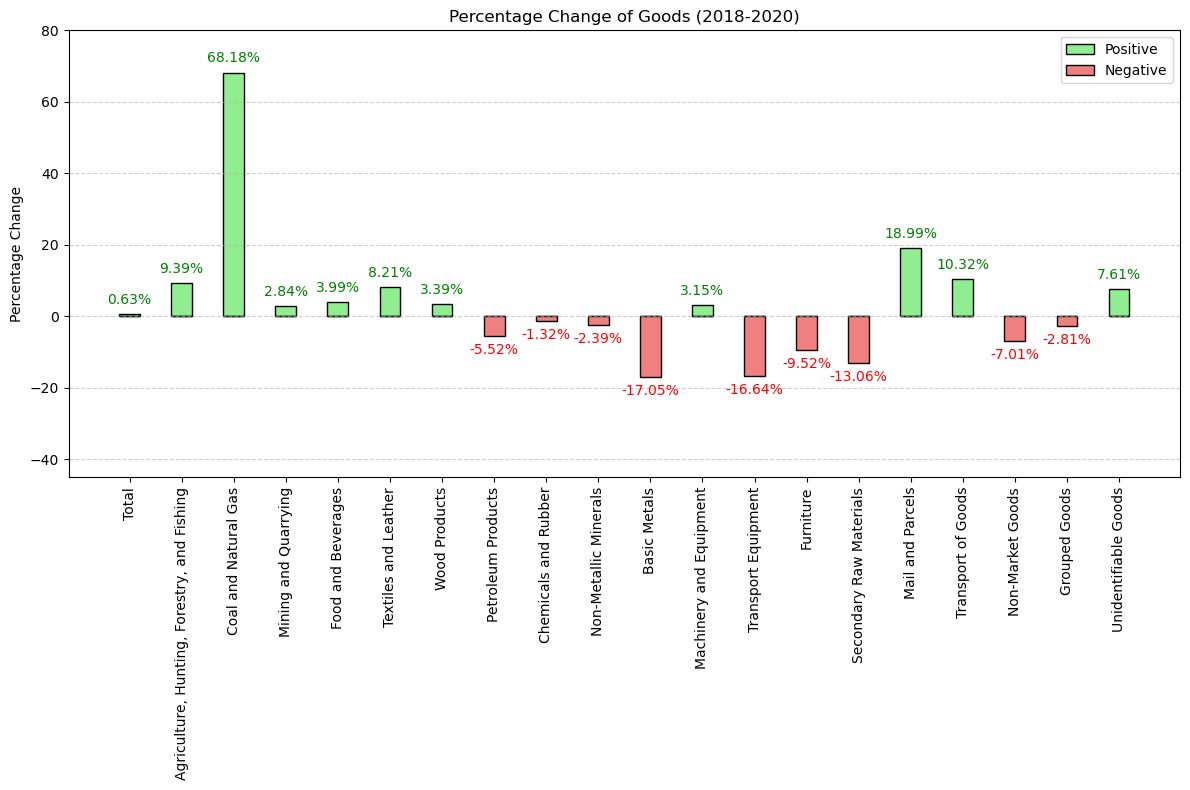 Percentage Change of Goods (2018-2020)
Percentage Change
80
60
40
20
0
−20
−40
Positive
Negative
0.63%
9.39%
68.18%
2.84%
3.99%
8.21%
3.39%
-5.52%
-1.32%
-2.39%
-17.05%
3.15%
-16.64%
-9.52%
-13.06%
18.99%
10.32%
-7.01%
-2.81%
7.61%
Total
Agriculture, Hunting, Forestry, and Fishing
Coal and Natural Gas
Mining and Quarrying
Food and Beverages
Textiles and Leather
Wood Products
Petroleum Products
Chemicals and Rubber
Non-Metallic Minerals
Basic Metals
Machinery and Equipment
Transport Equipment
Furniture
Secondary Raw Materials
Mail and Parcels
Transport of Goods
Non-Market Goods
Grouped Goods
Unidentifiable Goods